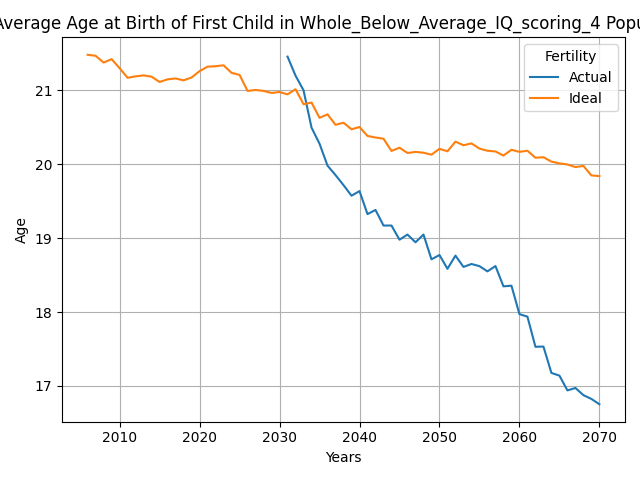 Average Age at Birth of First Child in Whole_Below_Average_IQ_scoring_4
Fertility
Actual
Ideal
Age
21
20
19
18
17
2010 2020 2030 2040 2050 2060 2070
Years